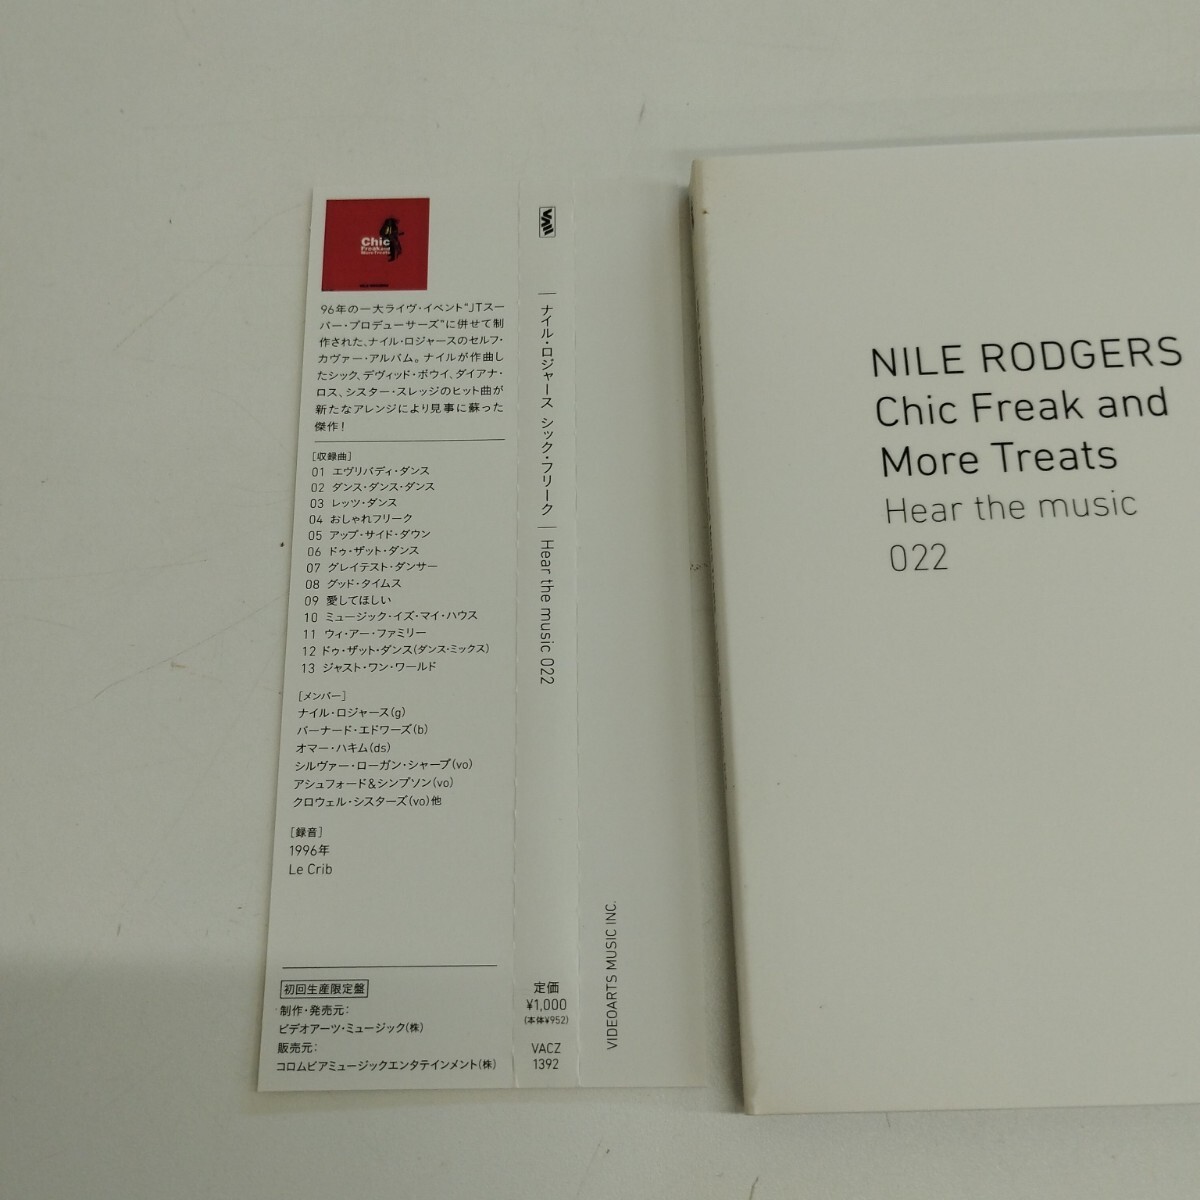 Chic
Freak and
More Treats
96年の一大ライヴ・イベント"JTスー
パー・プロデューサーズ"に併せて制
作された、ナイル・ロジャースのセルフ・
カヴァー・アルバム。ナイルが作曲し
たシック、デヴィッド・ボウイ、ダイアナ・
ロス、シスター・スレッジのヒット曲が
新たなアレンジにより見事に蘇った
傑作!
[収録曲]
01 エヴリバディ・ダンス
02 ダンス・ダンス・ダンス
03 レッツ・ダンス
04 おしゃれフリーク
05 アップ・サイド・ダウン
06 ドゥ・ザット・ダンス
07 グレイテスト・ダンサー
08 グッド・タイムス
09 愛してほしい
10 ミュージック・イズ・マイ・ハウス
11 ウィ・アー・ファミリー
12 ドゥ・ザット・ダンス(ダンス・ミックス)
13 ジャスト・ワン・ワールド
[メンバー]
ナイル・ロジャース(g)
バーナード・エドワーズ(b)
オマー・ハキム(ds)
シルヴァー・ローガン・シャープ(vo)
アシュフォード&シンプソン(vo)
クロウェル・シスターズ(vo)他
[録音]
1996年
Le Crib
初回生産限定盤
制作・発売元:
ビデオアーツ・ミュージック(株)
販売元:
コロムビアミュージックエンタテインメント(株)
VAM
ナイル・ロジャース シック・フリーク
Hear the music 022
定価
¥1,000
(本体¥952)
VACZ
1392
VIDEOARTS MUSIC INC.
NILE RODGERS
Chic Freak and
More Treats
Hear the music
022